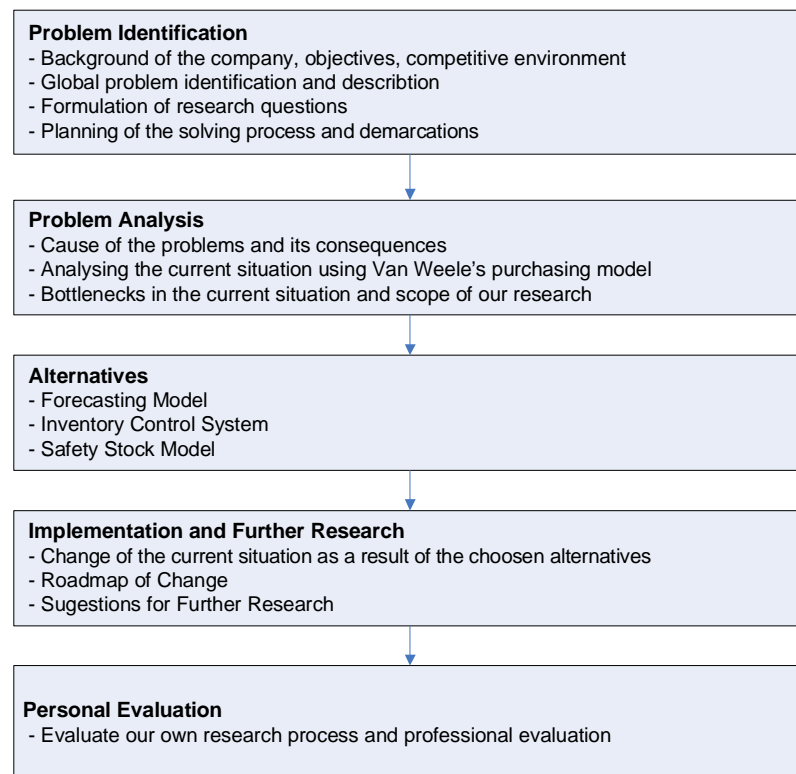 Problem Identification
- Background of the company, objectives, competitive environment
- Global problem identification and describtion
- Formulation of research questions
- Planning of the solving process and demarcations
Problem Analysis
- Cause of the problems and its consequences
- Analysing the current situation using Van Weele's purchasing model
- Bottlenecks in the current situation and scope of our research
Alternatives
- Forecasting Model
- Inventory Control System
- Safety Stock Model
Implementation and Further Research
- Change of the current situation as a result of the choosen alternatives
- Roadmap of Change
- Sugestions for Further Research
Personal Evaluation
- Evaluate our own research process and professional evaluation